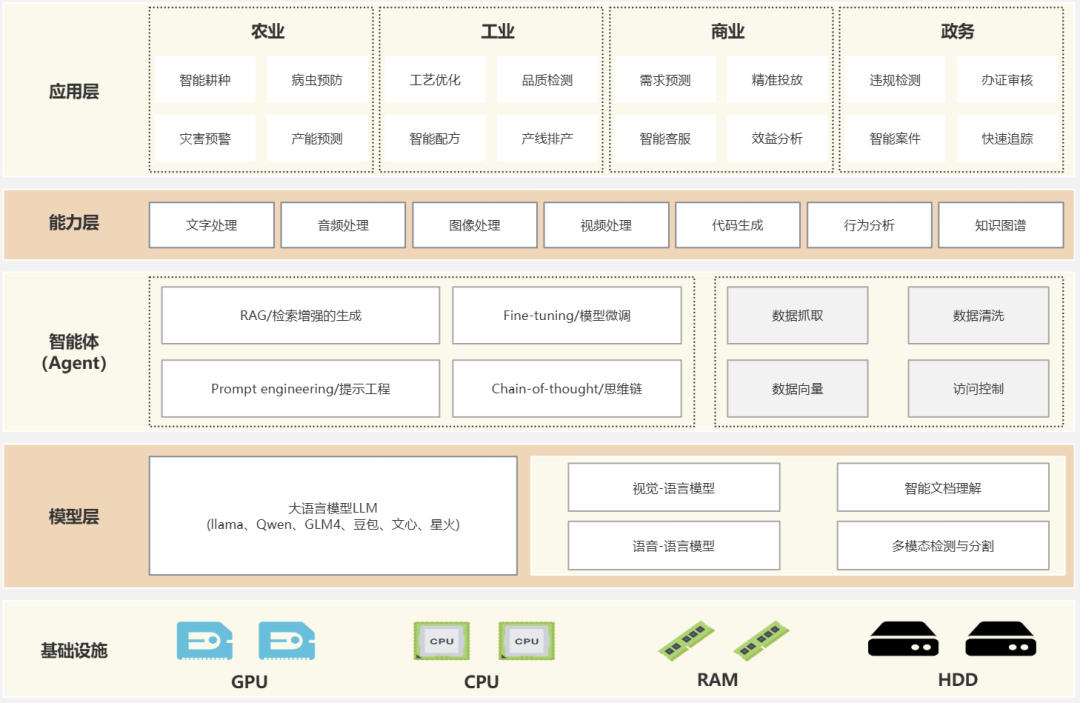 应用层
农业
智能耕种
病虫预防
灾害预警
产能预测
工业
工艺优化
品质检测
智能配方
产线排产
商业
需求预测
精准投放
智能客服
效益分析
政务
违规检测
办证审核
智能案件
快速追踪
能力层
文字处理
音频处理
图像处理
视频处理
代码生成
行为分析
知识图谱
智能体
(Agent)
RAG/检索增强的生成
Fine-tuning/模型微调
Prompt engineering/提示工程
Chain-of-thought/思维链
数据抓取
数据清洗
数据向量
访问控制
模型层
大语言模型LLM
(llama、Qwen、GLM4、豆包、文心、星火)
视觉-语言模型
智能文档理解
语音-语言模型
多模态检测与分割
基础设施
GPU
CPU
CPU
CPU
RAM
HDD